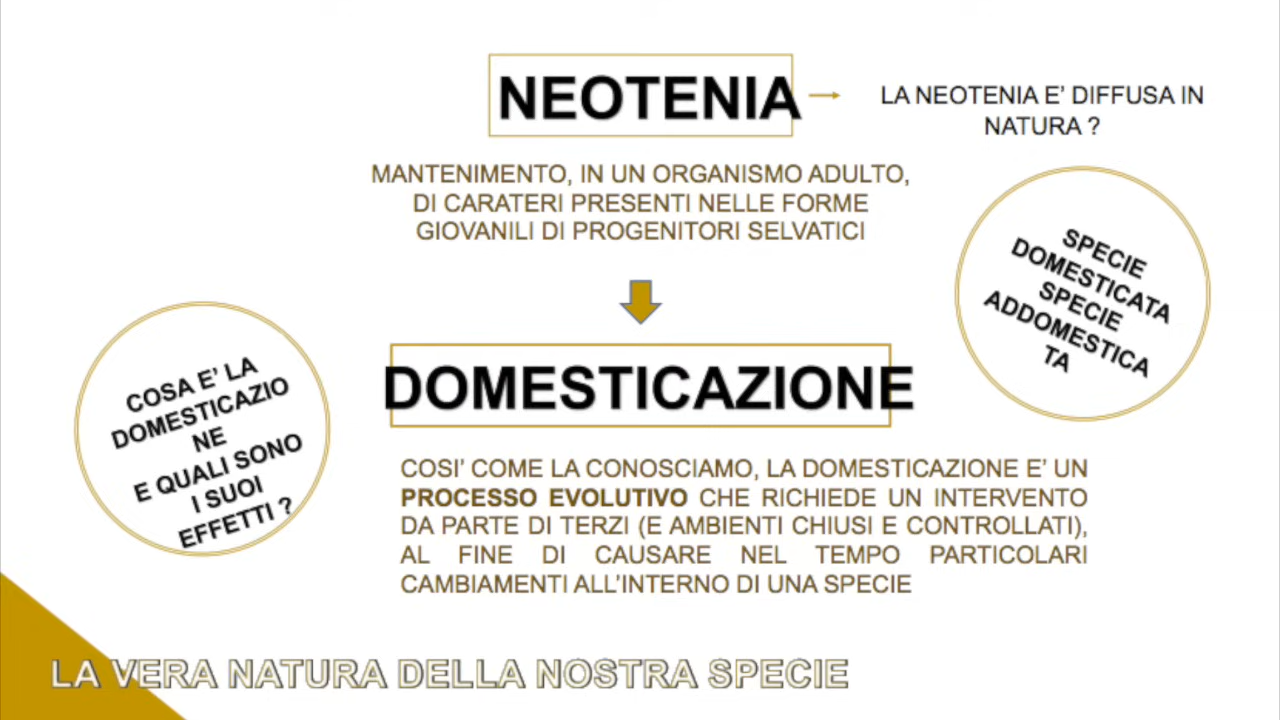 NEOTENIA
LA NEOTENIA E’ DIFFUSA IN
NATURA ?
MANTENIMENTO, IN UN ORGANISMO ADULTO,
DI CARATERI PRESENTI NELLE FORME
GIOVANILI DI PROGENITORI SELVATICI
SPECIE
DOMESTICATA
SPECIE
ADDOMESTICA
TA
DOMESTICAZIONE
COSA E’ LA
DOMESTICAZIO
NE
E QUALI SONO
I SUOI
EFFETTI ?
COSI’ COME LA CONOSCIAMO, LA DOMESTICAZIONE E’ UN
PROCESSO EVOLUTIVO CHE RICHIEDE UN INTERVENTO
DA PARTE DI TERZI (E AMBIENTI CHIUSI E CONTROLLATI),
AL FINE DI CAUSARE NEL TEMPO PARTICOLARI
CAMBIAMENTI ALL’INTERNO DI UNA SPECIE
LA VERA NATURA DELLA NOSTRA SPECIE